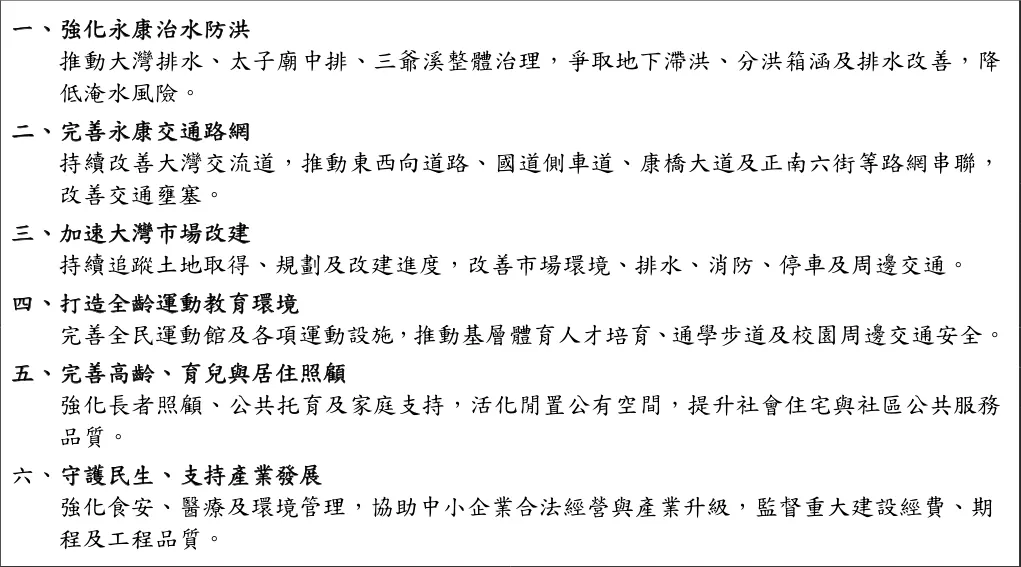 一、強化永康治水防洪
推動大灣排水、太子廟中排、三爺溪整體治理，爭取地下滯洪、分洪箱涵及排水改善，降
低淹水風險。
二、完善永康交通路網
持續改善大灣交流道，推動東西向道路、國道側車道、康橋大道及正南六街等路網串聯，
改善交通壅塞。
三、加速大灣市場改建
持續追蹤土地取得、規劃及改建進度，改善市場環境、排水、消防、停車及周邊交通。
四、打造全齡運動教育環境
完善全民運動館及各項運動設施，推動基層體育人才培育、通學步道及校園周邊交通安全。
五、完善高齡、育兒與居住照顧
強化長者照顧、公共托育及家庭支持，活化閒置公有空間，提升社會住宅與社區公共服務
品質。
六、守護民生、支持產業發展
強化食安、醫療及環境管理，協助中小企業合法經營與產業升級，監督重大建設經費、期
程及工程品質。